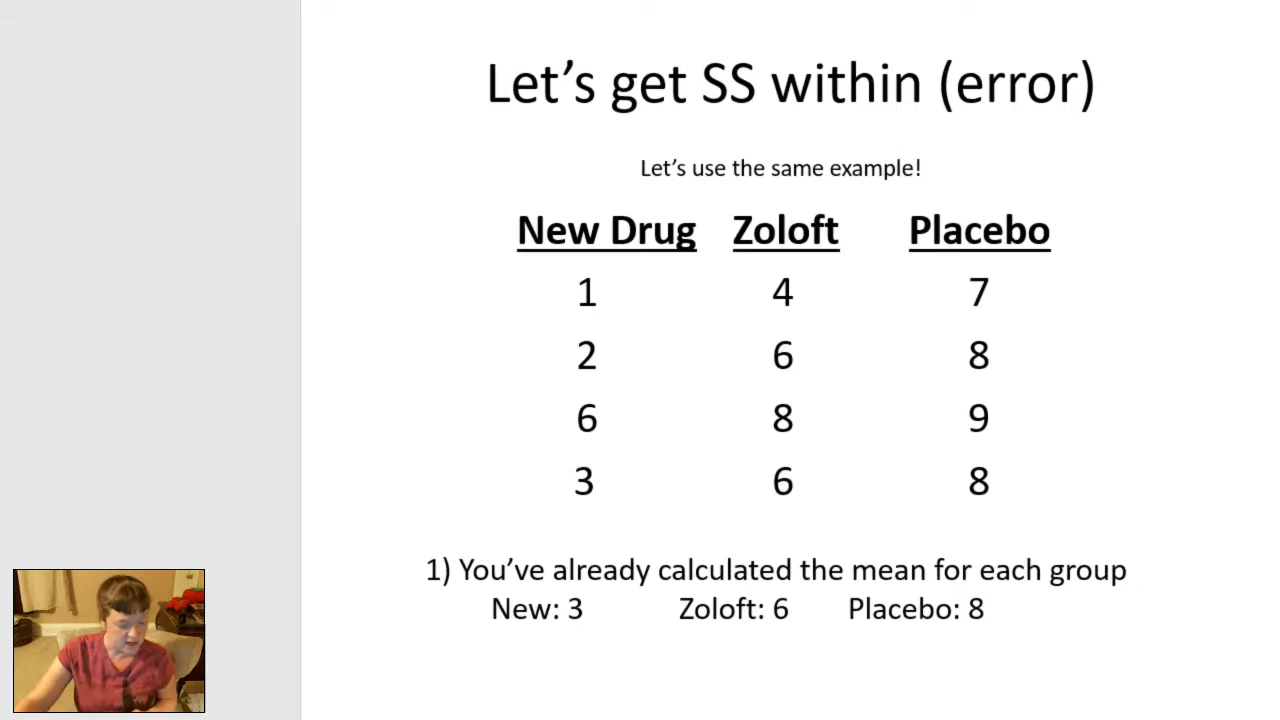 Let's get SS within (error)
Let's use the same example!
New Drug Zoloft Placebo
1 4 7
2 6 8
6 8 9
3 6 8
1) You've already calculated the mean for each group
New: 3 Zoloft: 6 Placebo: 8